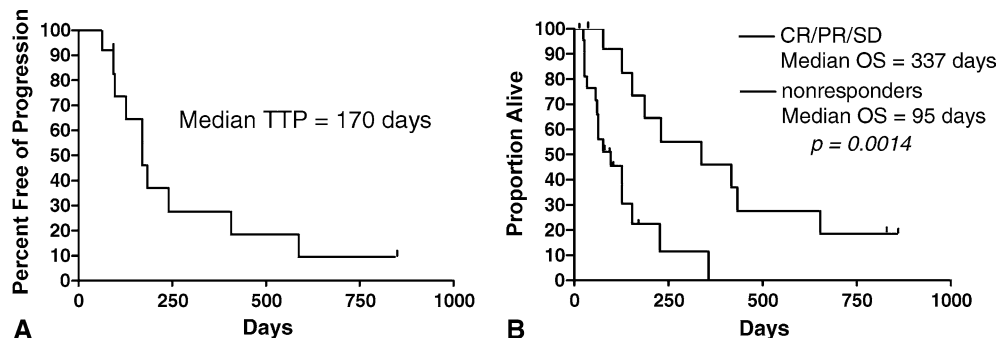 Percent Free of Progression
100
90
80
70
60
50
40
30
20
10
0
Median TTP = 170 days
0 250 500 750 1000
Days
A
Proportion Alive
100
90
80
70
60
50
40
30
20
10
0
CR/PR/SD
Median OS = 337 days
nonresponders
Median OS = 95 days
p = 0.0014
0 250 500 750 1000
Days
B